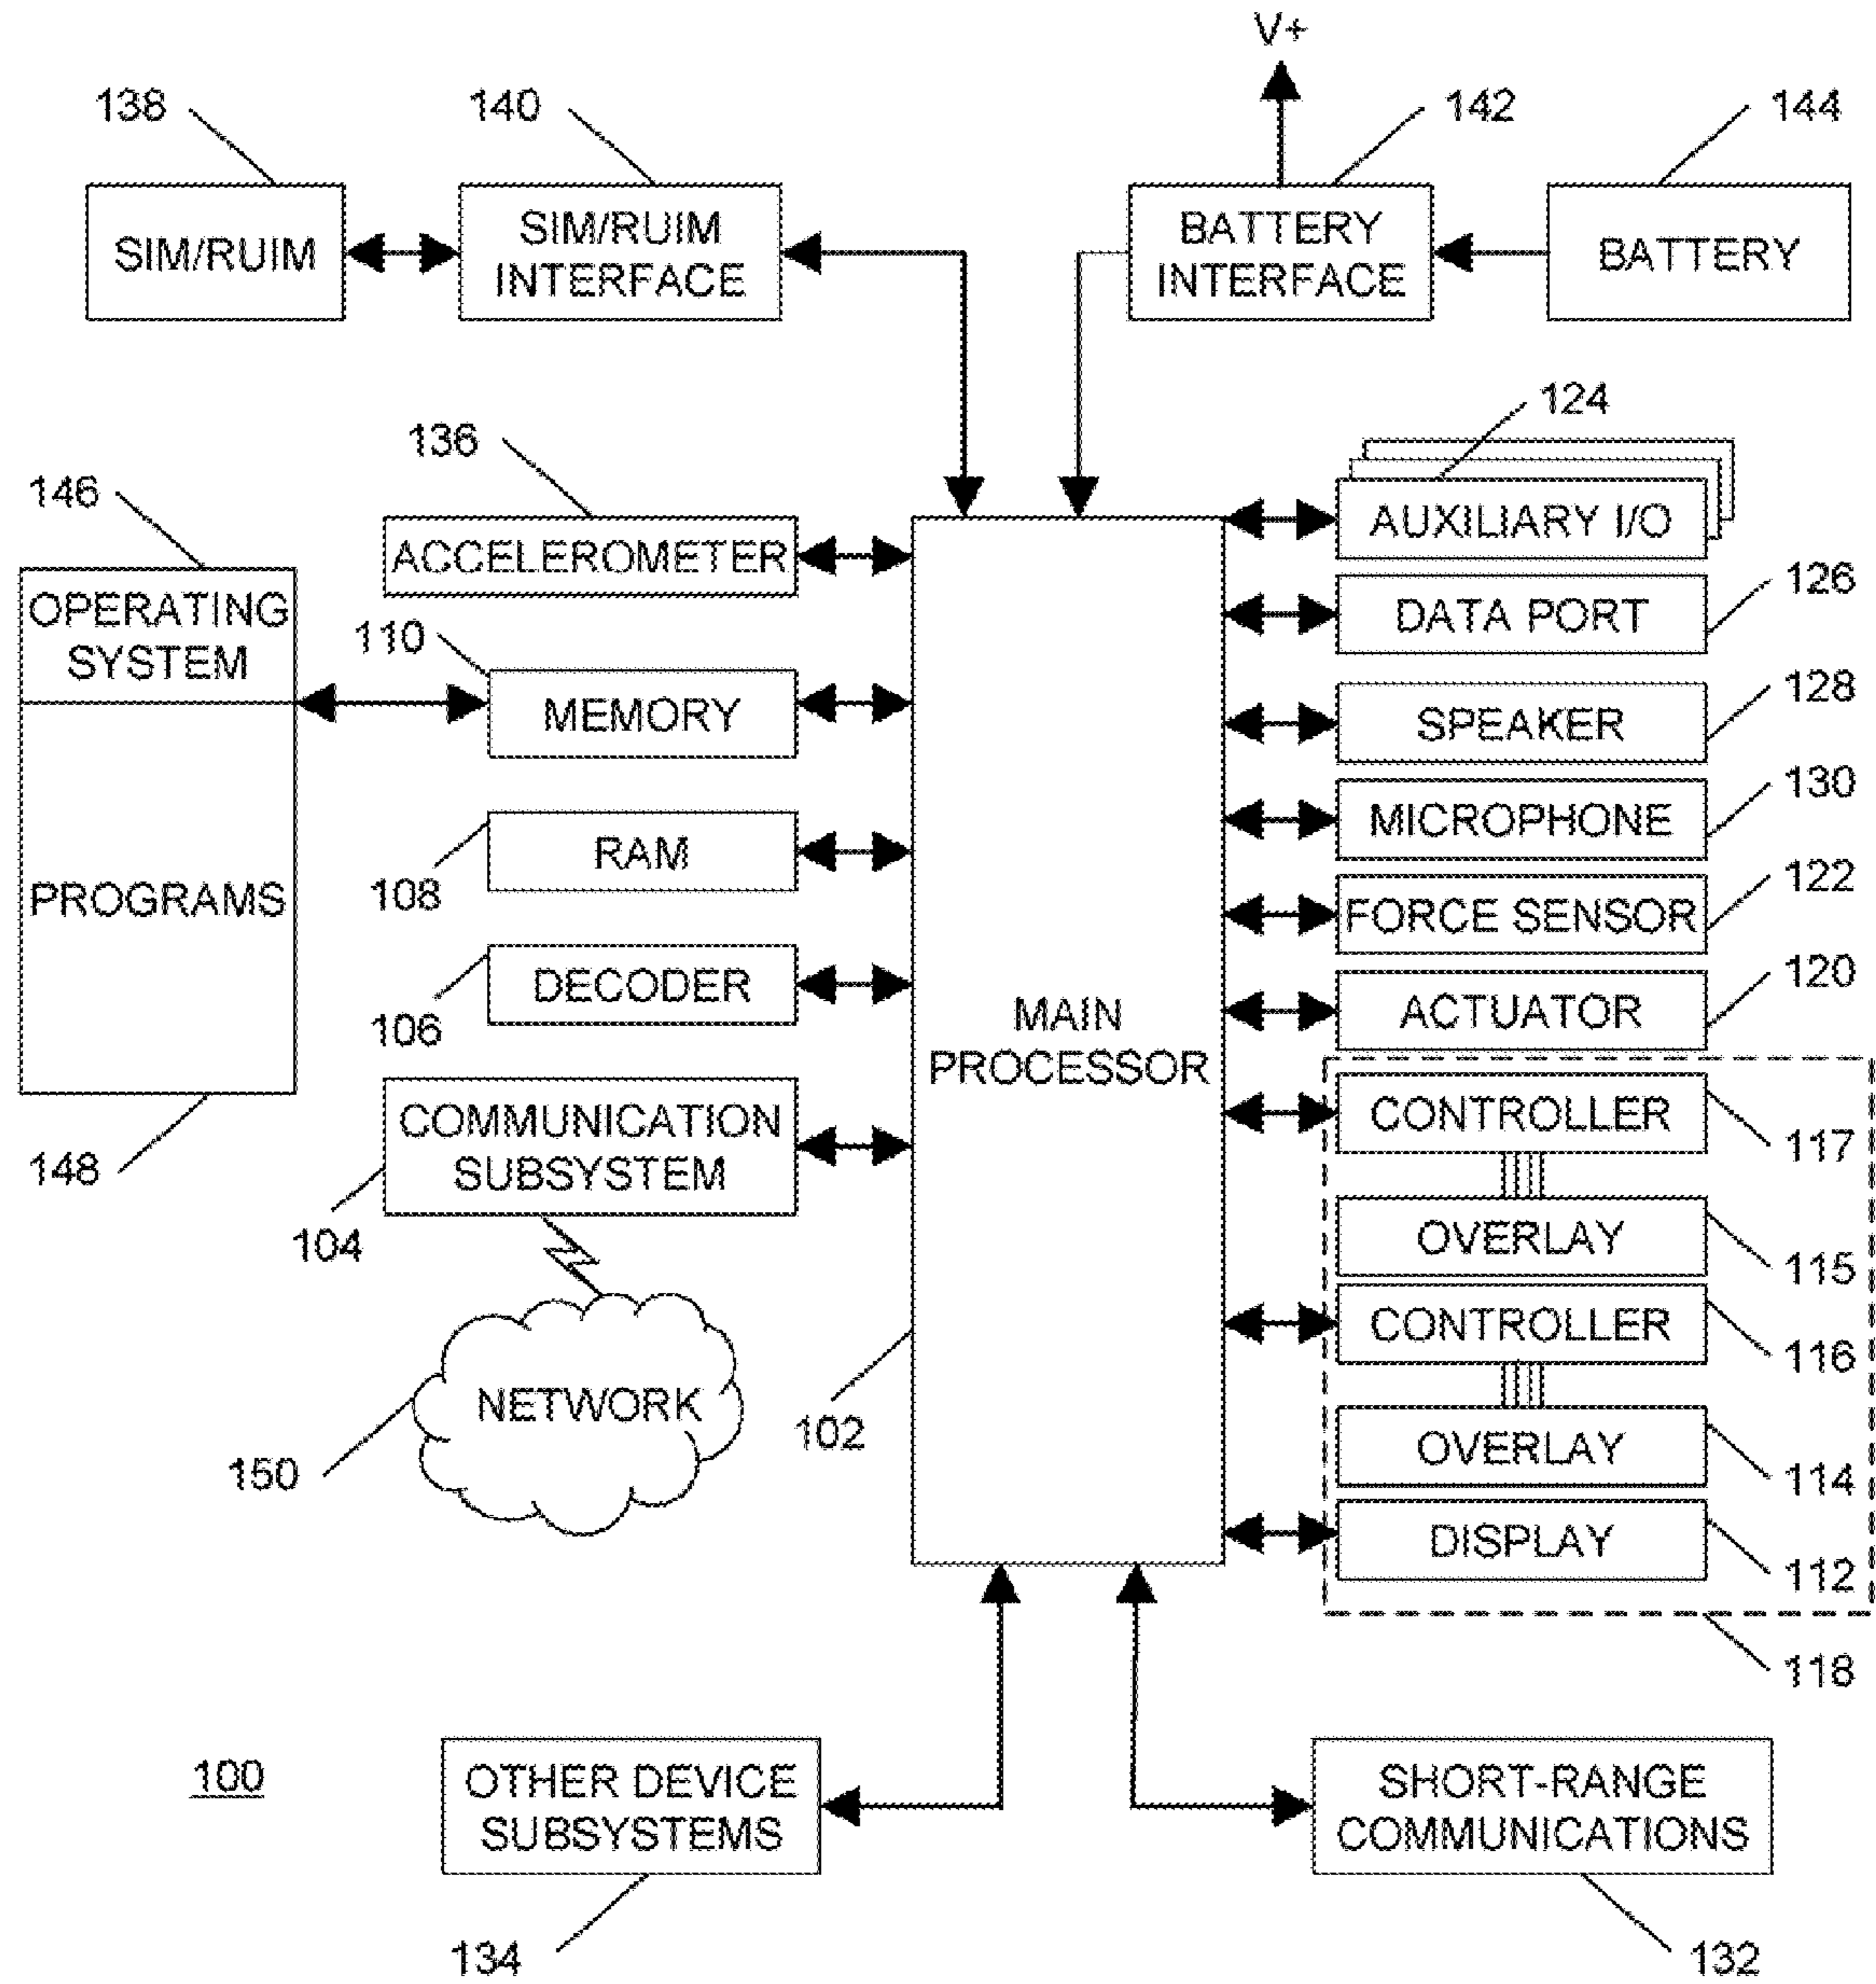 V+
138
140
142
144
SIM/RUIM
SIM/RUIM
INTERFACE
BATTERY
INTERFACE
BATTERY
124
136
146
ACCELEROMETER
AUXILIARY I/O
126
OPERATING
SYSTEM
110
DATA PORT
MEMORY
128
SPEAKER
130
108
RAM
MICROPHONE
122
PROGRAMS
FORCE SENSOR
120
106
DECODER
MAIN
PROCESSOR
ACTUATOR
COMMUNICATION
SUBSYSTEM
CONTROLLER
117
148
104
OVERLAY
115
CONTROLLER
116
NETWORK
102
150
OVERLAY
114
DISPLAY
112
118
100
OTHER DEVICE
SUBSYSTEMS
SHORT-RANGE
COMMUNICATIONS
134
132